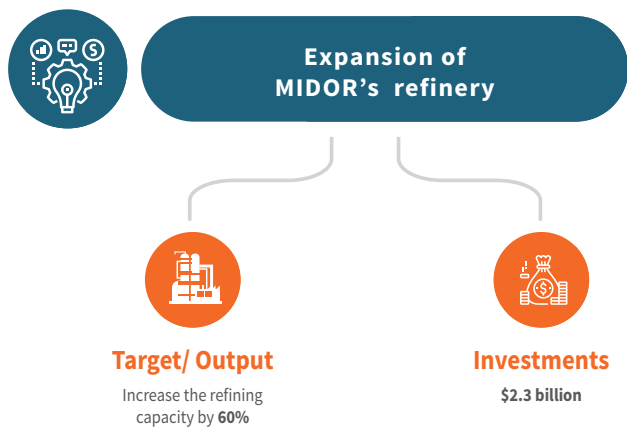 Expansion of
MIDOR's refinery
Target/ Output
Increase the refining
capacity by 60%
Investments
$2.3 billion